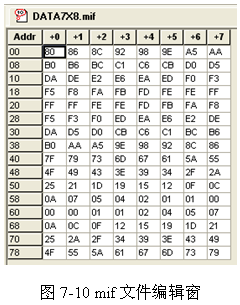 DATA7X8.mif
Addr +0 +1 +2 +3 +4 +5 +6 +7
00 80 86 8C 92 98 9E A5 AA
08 B0 B6 BC C1 C6 CB D0 D5
10 DA DE E2 E6 EA ED F0 F3
18 F5 F8 FA FB FD FE FE FF
20 FF FF FE FE FD FB FA F8
28 F5 F3 F0 ED EA E6 E2 DE
30 DA D5 D0 CB C6 C1 BC B6
38 B0 AA A5 9E 98 92 8C 86
40 7F 79 73 6D 67 61 5A 55
48 4F 49 43 3E 39 34 2F 2A
50 25 21 1D 19 15 12 0F 0C
58 0A 07 05 04 02 01 01 00
60 00 00 01 01 02 04 05 07
68 0A 0C 0F 12 15 19 1D 21
70 25 2A 2F 34 39 3E 43 49
78 4F 55 5A 61 67 6D 73 79
图 7-10 mif 文件编辑窗